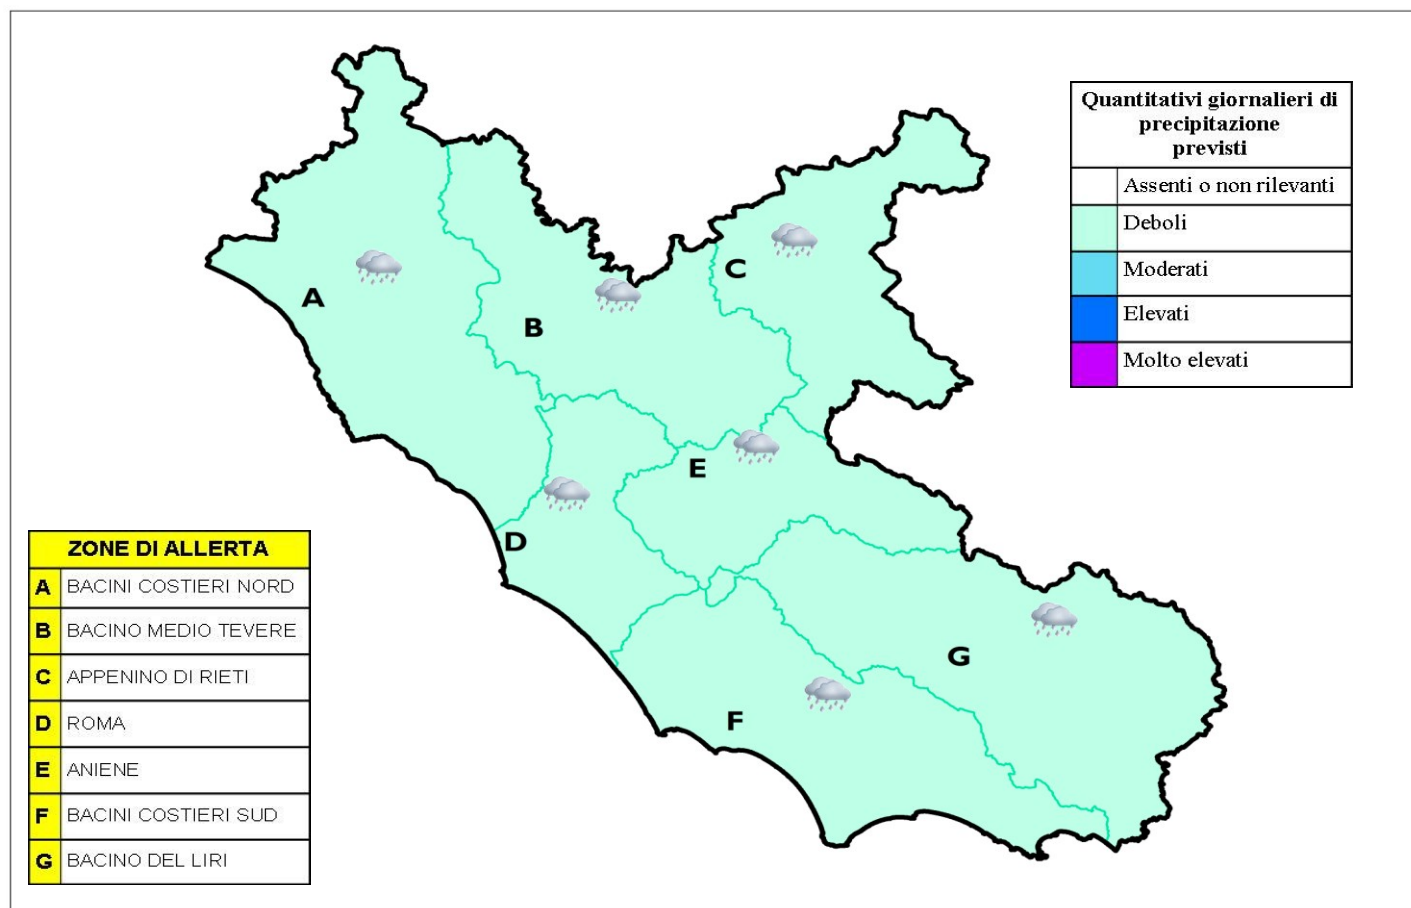 Quantitativi giornalieri di
precipitazione
previsti
Assenti o non rilevanti
Deboli
Moderati
Elevati
Molto elevati
A
B
C
D
E
F
G
ZONE DI ALLERTA
A BACINI COSTIERI NORD
B BACINO MEDIO TEVERE
C APPENINO DI RIETI
D ROMA
E ANIENE
F BACINI COSTIERI SUD
G BACINO DEL LIRI